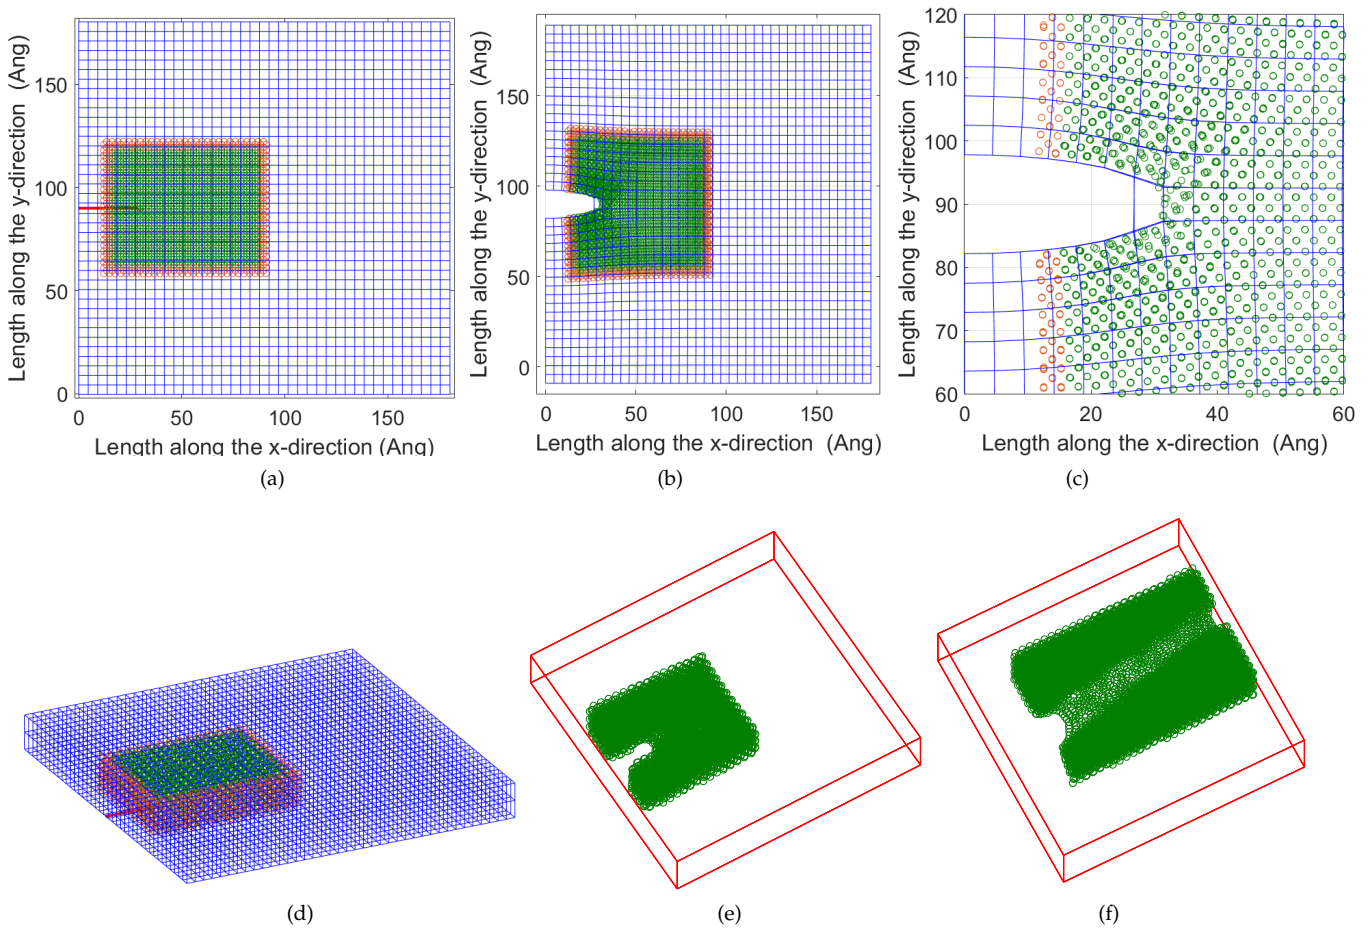 150
100
50
0
0 50 100 150
Length along the y-direction (Ang)
Length along the x-direction (Ang)
(a)
150
100
50
0
0 50 100 150
Length along the y-direction (Ang)
Length along the x-direction (Ang)
(b)
120
110
100
90
80
70
60
0 20 40 60
Length along the y-direction (Ang)
Length along the x-direction (Ang)
(c)
(d)
(e)
(f)